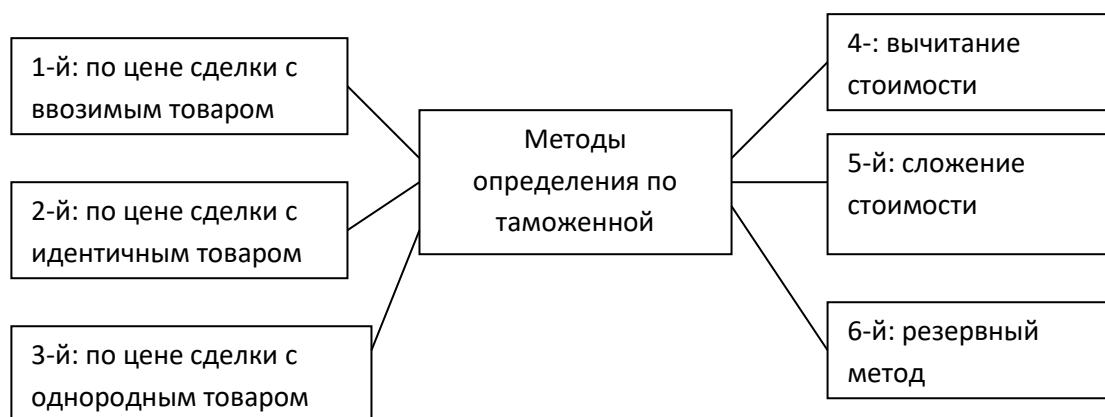 1-й: по цене сделки с
ввозимым товаром
2-й: по цене сделки с
идентичным товаром
3-й: по цене сделки с
однородным товаром
Методы
определения по
таможенной
4-: вычитание
стоимости
5-й: сложение
стоимости
6-й: резервный
метод